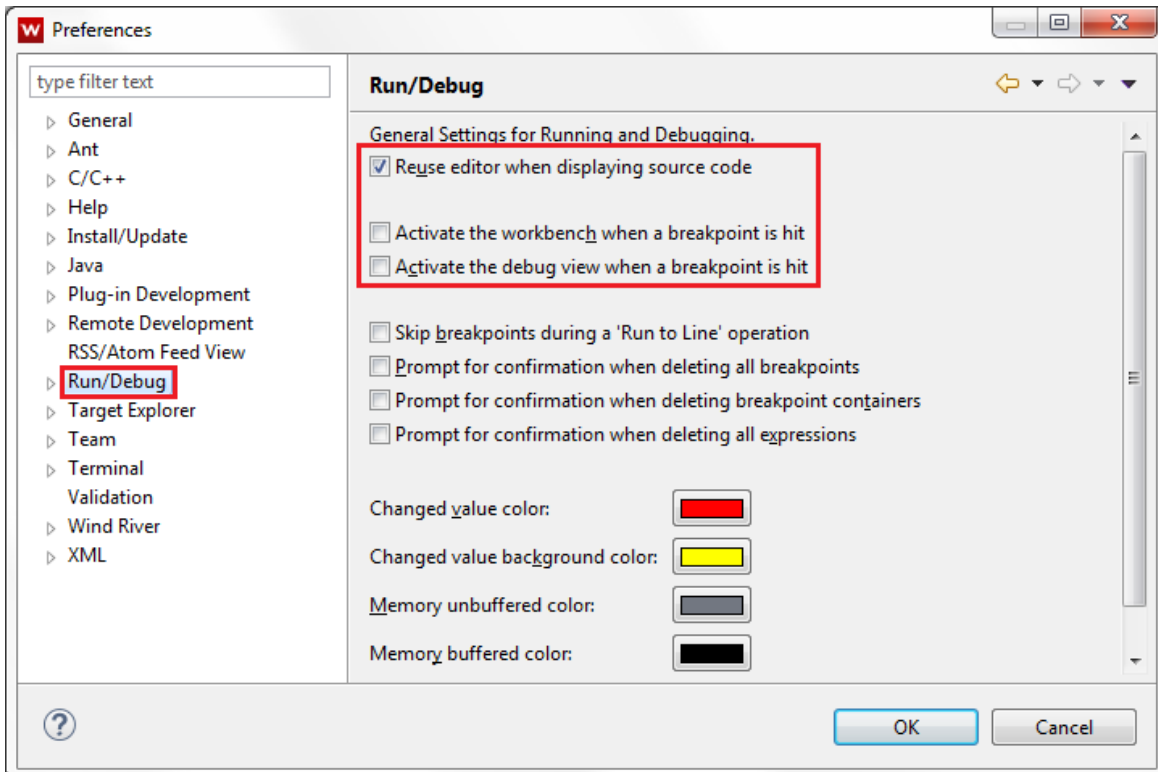 W Preferences
type filter text
General
Ant
C/C++
Help
Install/Update
Java
Plug-in Development
Remote Development
RSS/Atom Feed View
Run/Debug
Target Explorer
Team
Terminal
Validation
Wind River
XML
Run/Debug
General Settings for Running and Debugging.
Reuse editor when displaying source code
Activate the workbench when a breakpoint is hit
Activate the debug view when a breakpoint is hit
Skip breakpoints during a 'Run to Line' operation
Prompt for confirmation when deleting all breakpoints
Prompt for confirmation when deleting breakpoint containers
Prompt for confirmation when deleting all expressions
Changed value color:
Changed value background color:
Memory unbuffered color:
Memory buffered color:
?
OK
Cancel